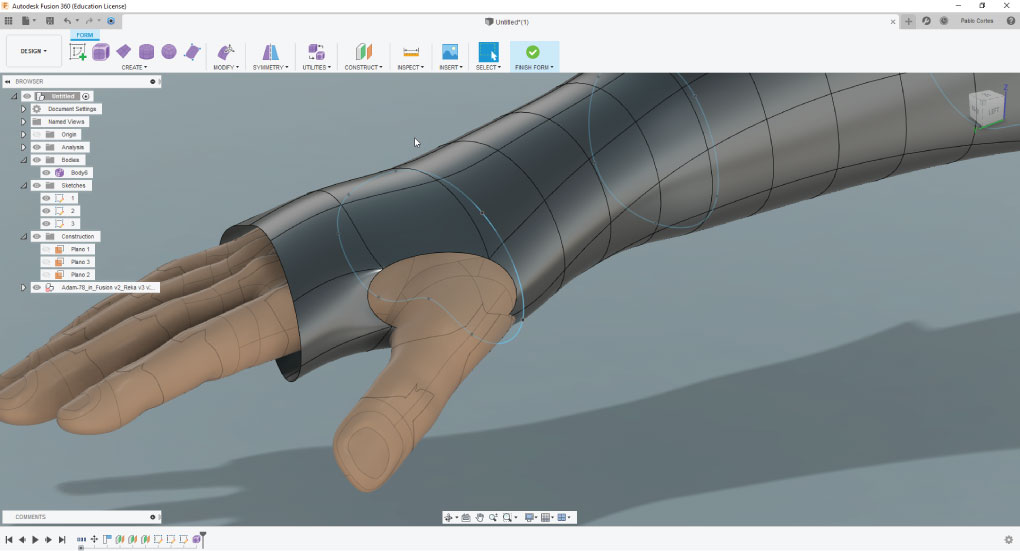 Autodesk Fusion 360 (Education License)
Untitled*(1)
Pablo Cortes
FORM
DESIGN
CREATE
MODIFY
SYMMETRY
UTILITIES
CONSTRUCT
INSPECT
INSERT
SELECT
FINISH FORM
BROWSER
Untitled
Document Settings
Named Views
Origin
Analysis
Bodies
Body6
Sketches
1
2
3
Construction
Plano 1
Plano 3
Plano 2
Adam-78_in_Fusion v2_Reka v3 v...
Z
LEFT
COMMENTS